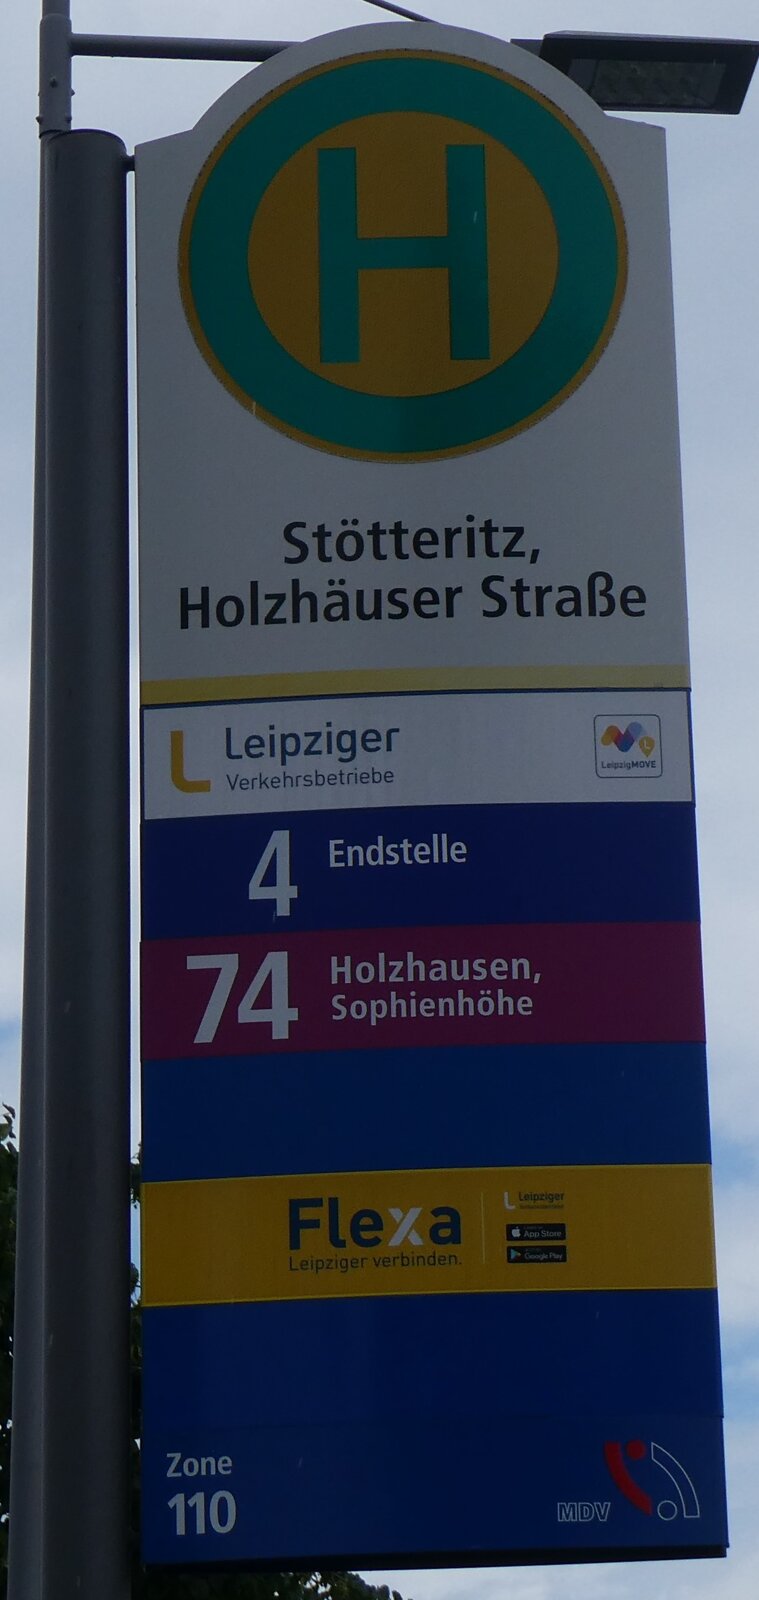 H
Stötteritz,
Holzhäuser Straße
L Leipziger
Verkehrsbetriebe
L
LeipzigMOVE
4 Endstelle
74 Holzhausen,
Sophienhöhe
Flexa
Leipziger verbinden.
L Leipziger
App Store
Google Play
Zone
110
MDV